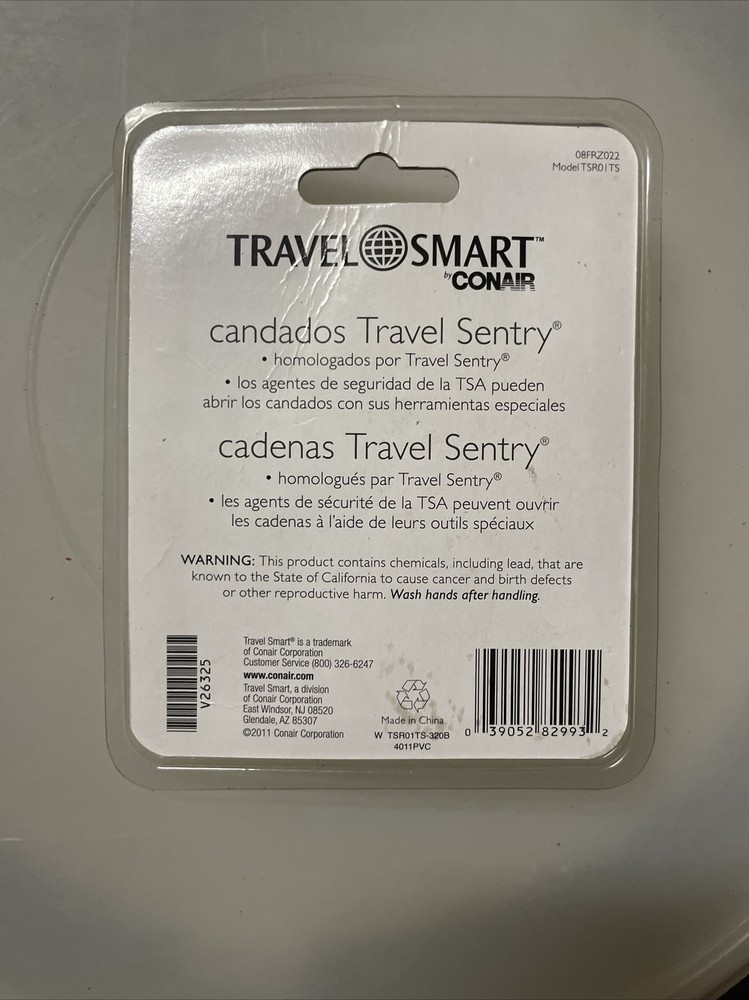 08FRZ022
Model TSR01TS
TRAVEL SMART™
by CONAIR
candados Travel Sentry®
• homologados por Travel Sentry®
• los agentes de seguridad de la TSA pueden
abrir los candados con sus herramientas especiales
cadenas Travel Sentry®
• homologués par Travel Sentry®
• les agents de sécurité de la TSA peuvent ouvrir
les cadenas à l'aide de leurs outils spéciaux
WARNING: This product contains chemicals, including lead, that are
known to the State of California to cause cancer and birth defects
or other reproductive harm. Wash hands after handling.
V26325
Travel Smart® is a trademark
of Conair Corporation
Customer Service (800) 326-6247
www.conair.com
Travel Smart, a division
of Conair Corporation
East Windsor, NJ 08520
Glendale, AZ 85307
©2011 Conair Corporation
Made in China
W TSR01TS-320B
4011PVC
0 39052 82993 2